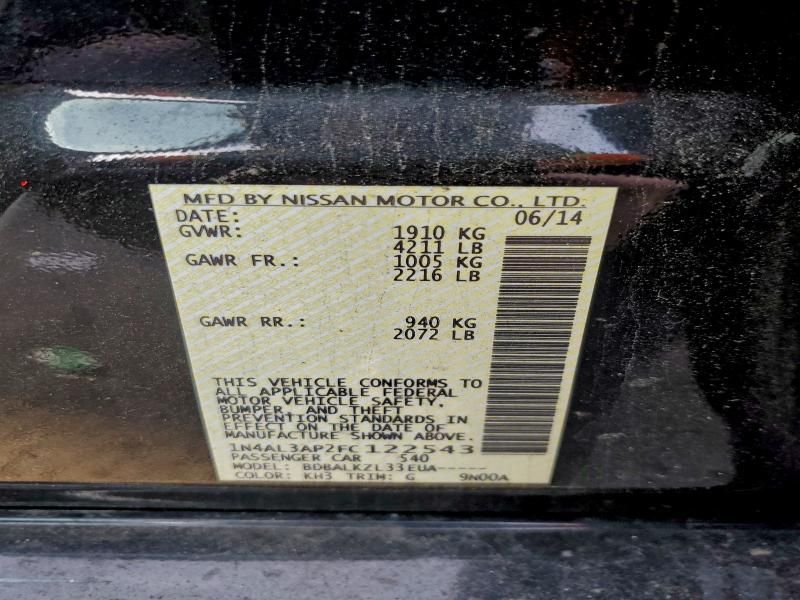 MFD BY NISSAN MOTOR CO., LTD.
DATE: 06/14
GVWR: 1910 KG
4211 LB
GAWR FR.: 1005 KG
2216 LB
GAWR RR.: 940 KG
2072 LB
THIS VEHICLE CONFORMS TO
ALL APPLICABLE FEDERAL
MOTOR VEHICLE SAFETY,
BUMPER, AND THEFT
PREVENTION STANDARDS IN
EFFECT ON THE DATE OF
MANUFACTURE SHOWN ABOVE.
1N4AL3AP2FC122543
PASSENGER CAR 540
MODEL: BDBALKZL33EUA-----
COLOR: KH3 TRIM: G 9N00A